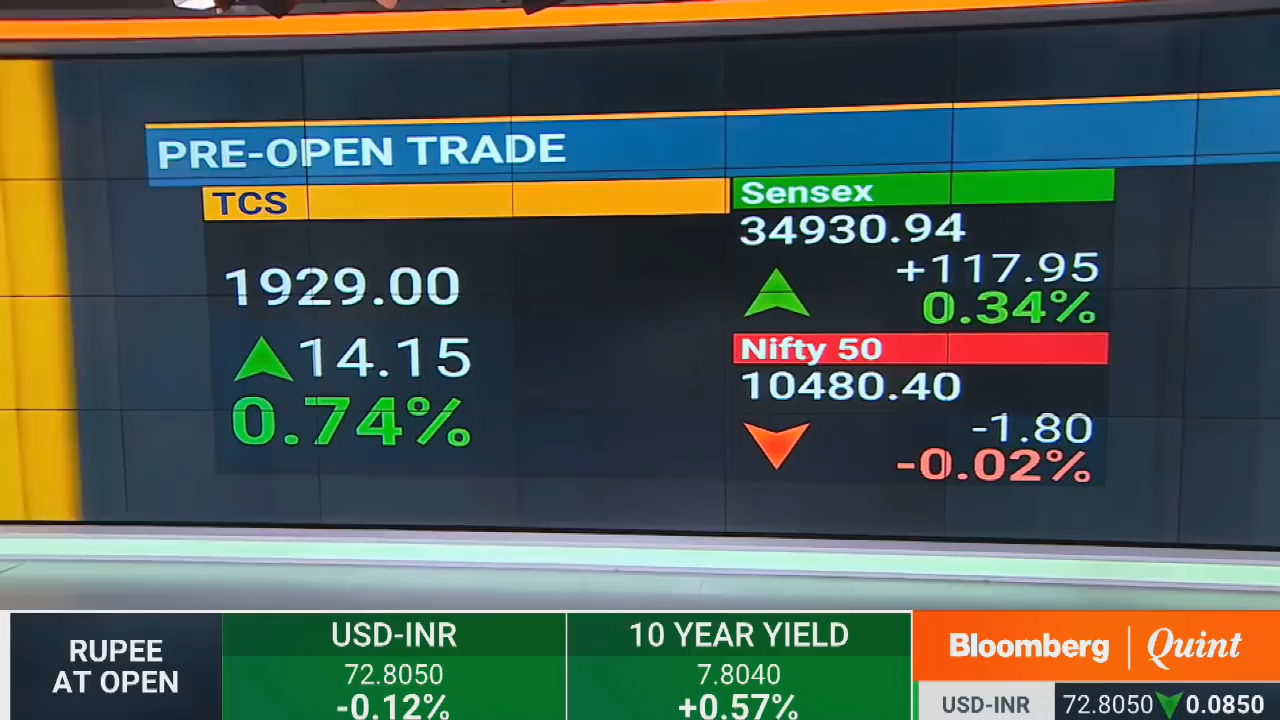 PRE-OPEN TRADE
TCS
1929.00
14.15
0.74%
Sensex
34930.94
+117.95
0.34%
Nifty 50
10480.40
-1.80
-0.02%
RUPEE
AT OPEN
USD-INR
72.8050
-0.12%
10 YEAR YIELD
7.8040
+0.57%
Bloomberg | Quint
USD-INR 72.8050 0.0850